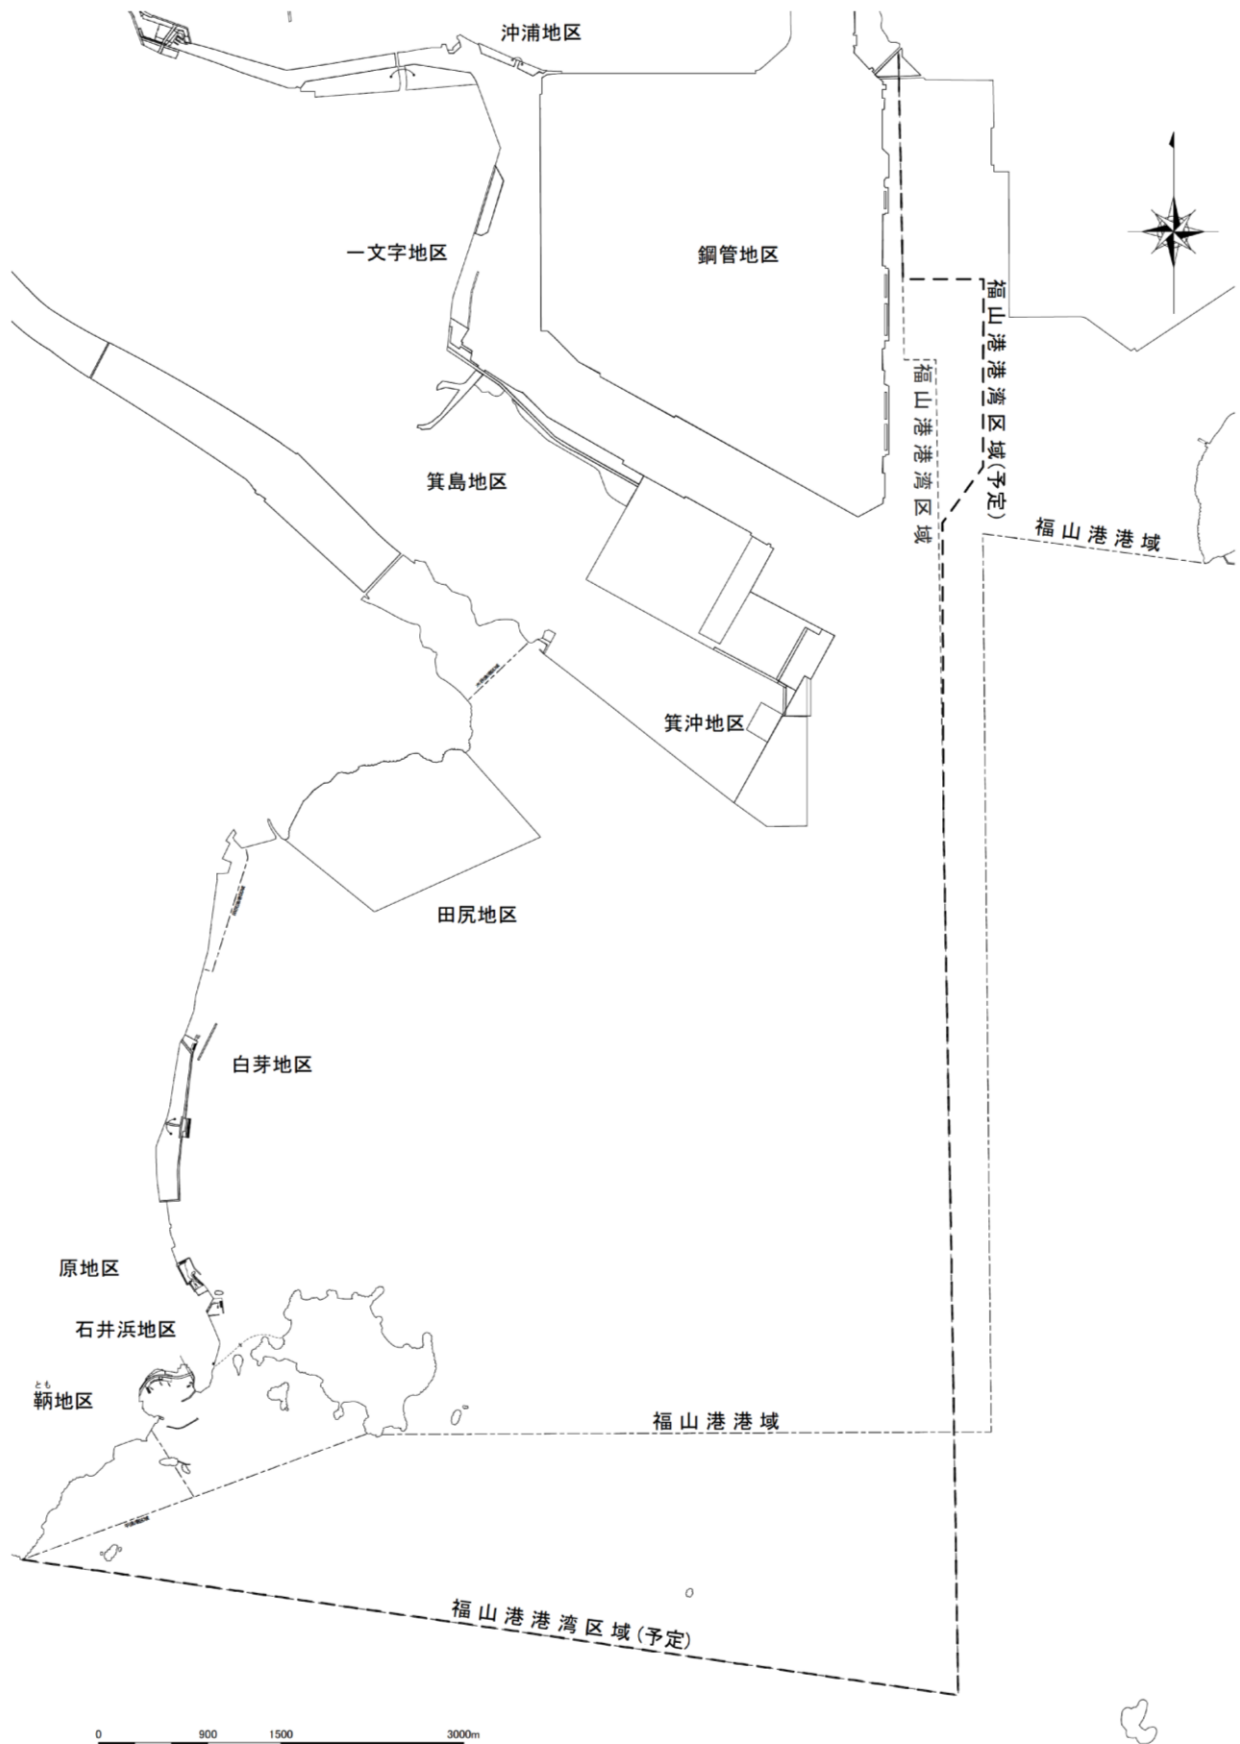 沖浦地区
一文字地区
鋼管地区
福山港港湾区域(予定)
福山港港湾区域
箕島地区
福山港港域
箕沖地区
田尻地区
白芽地区
原地区
石井浜地区
とも
鞆地区
福山港港域
福山港港湾区域(予定)
0 900 1500 3000m